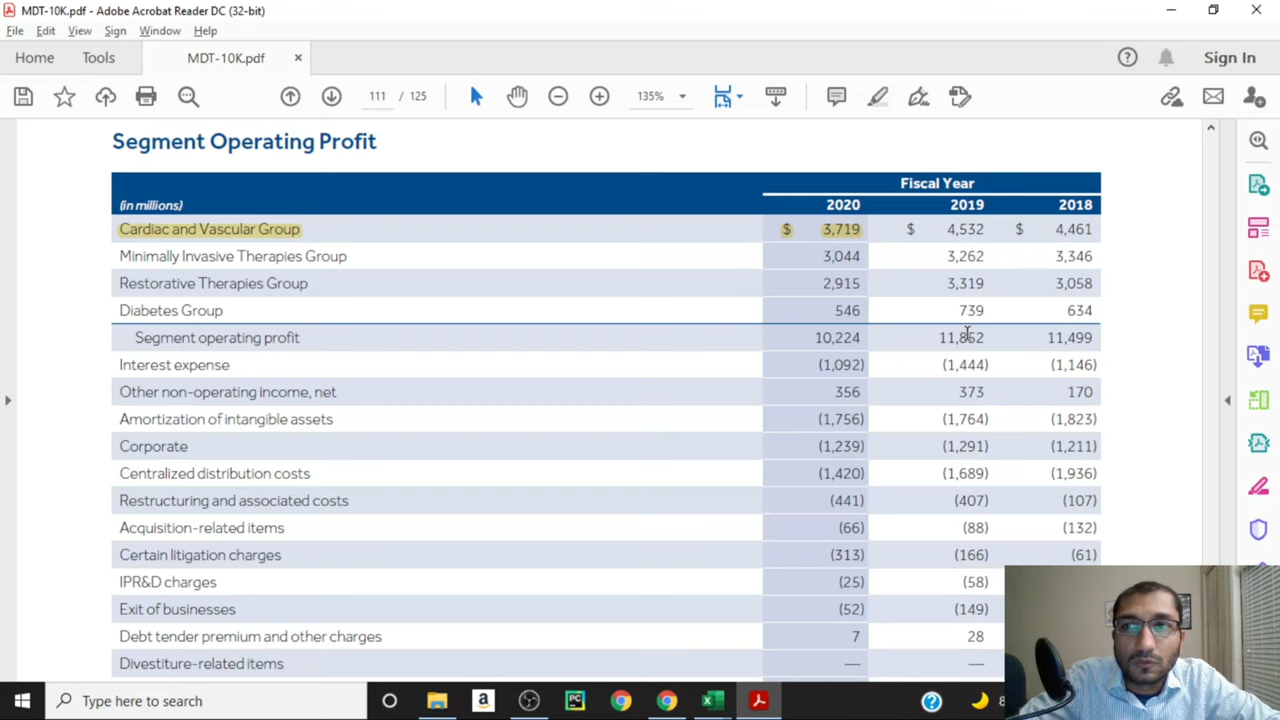 MDT-10K.pdf - Adobe Acrobat Reader DC (32-bit)
File Edit View Sign Window Help
Home Tools MDT-10K.pdf × Sign In
111 / 125 135%
Segment Operating Profit
Fiscal Year
(in millions) 2020 2019 2018
Cardiac and Vascular Group $ 3,719 $ 4,532 $ 4,461
Minimally Invasive Therapies Group 3,044 3,262 3,346
Restorative Therapies Group 2,915 3,319 3,058
Diabetes Group 546 739 634
Segment operating profit 10,224 11,852 11,499
Interest expense (1,092) (1,444) (1,146)
Other non-operating income, net 356 373 170
Amortization of intangible assets (1,756) (1,764) (1,823)
Corporate (1,239) (1,291) (1,211)
Centralized distribution costs (1,420) (1,689) (1,936)
Restructuring and associated costs (441) (407) (107)
Acquisition-related items (66) (88) (132)
Certain litigation charges (313) (166) (61)
IPR&D charges (25) (58)
Exit of businesses (52) (149)
Debt tender premium and other charges 7 28
Divestiture-related items — —
Type here to search